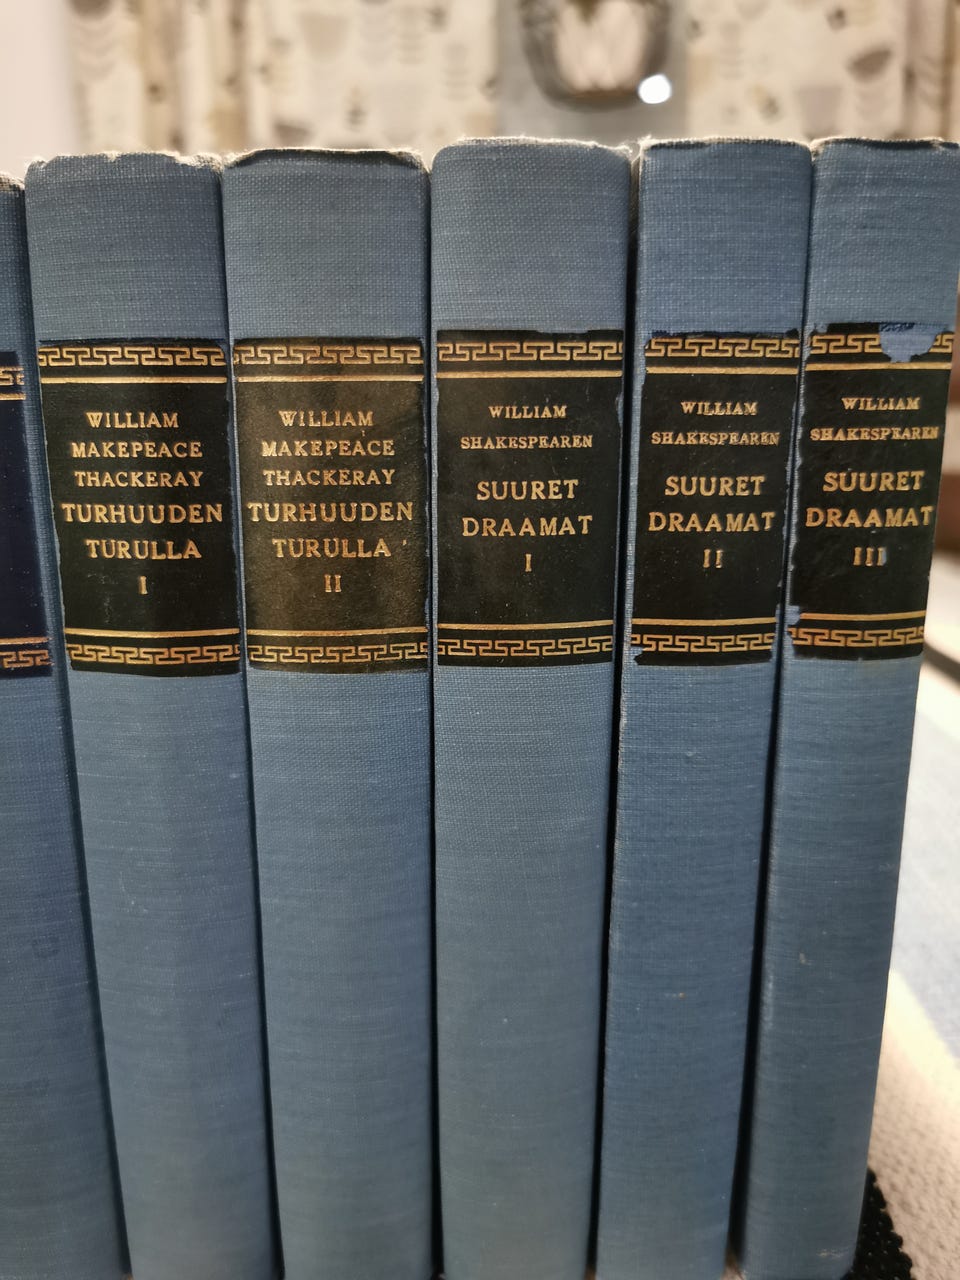 WILLIAM
MAKEPEACE
THACKERAY
TURHUUDEN
TURULLA
I
WILLIAM
MAKEPEACE
THACKERAY
TURHUUDEN
TURULLA
II
WILLIAM
SHAKESPEAREN
SUURET
DRAAMAT
I
WILLIAM
SHAKESPEAREN
SUURET
DRAAMAT
II
WILLIAM
SHAKESPEAREN
SUURET
DRAAMAT
III